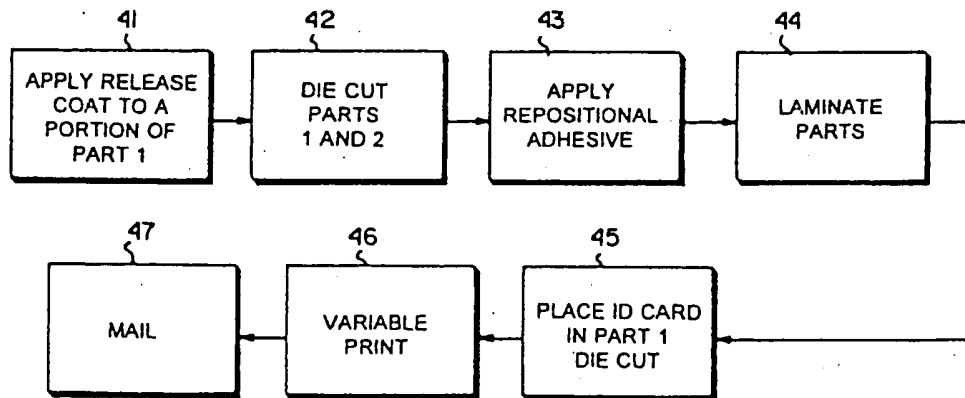 41
APPLY RELEASE
COAT TO A
PORTION OF
PART 1
42
DIE CUT
PARTS
1 AND 2
43
APPLY
REPOSITIONAL
ADHESIVE
44
LAMINATE
PARTS
45
PLACE ID CARD
IN PART 1
DIE CUT
46
VARIABLE
PRINT
47
MAIL